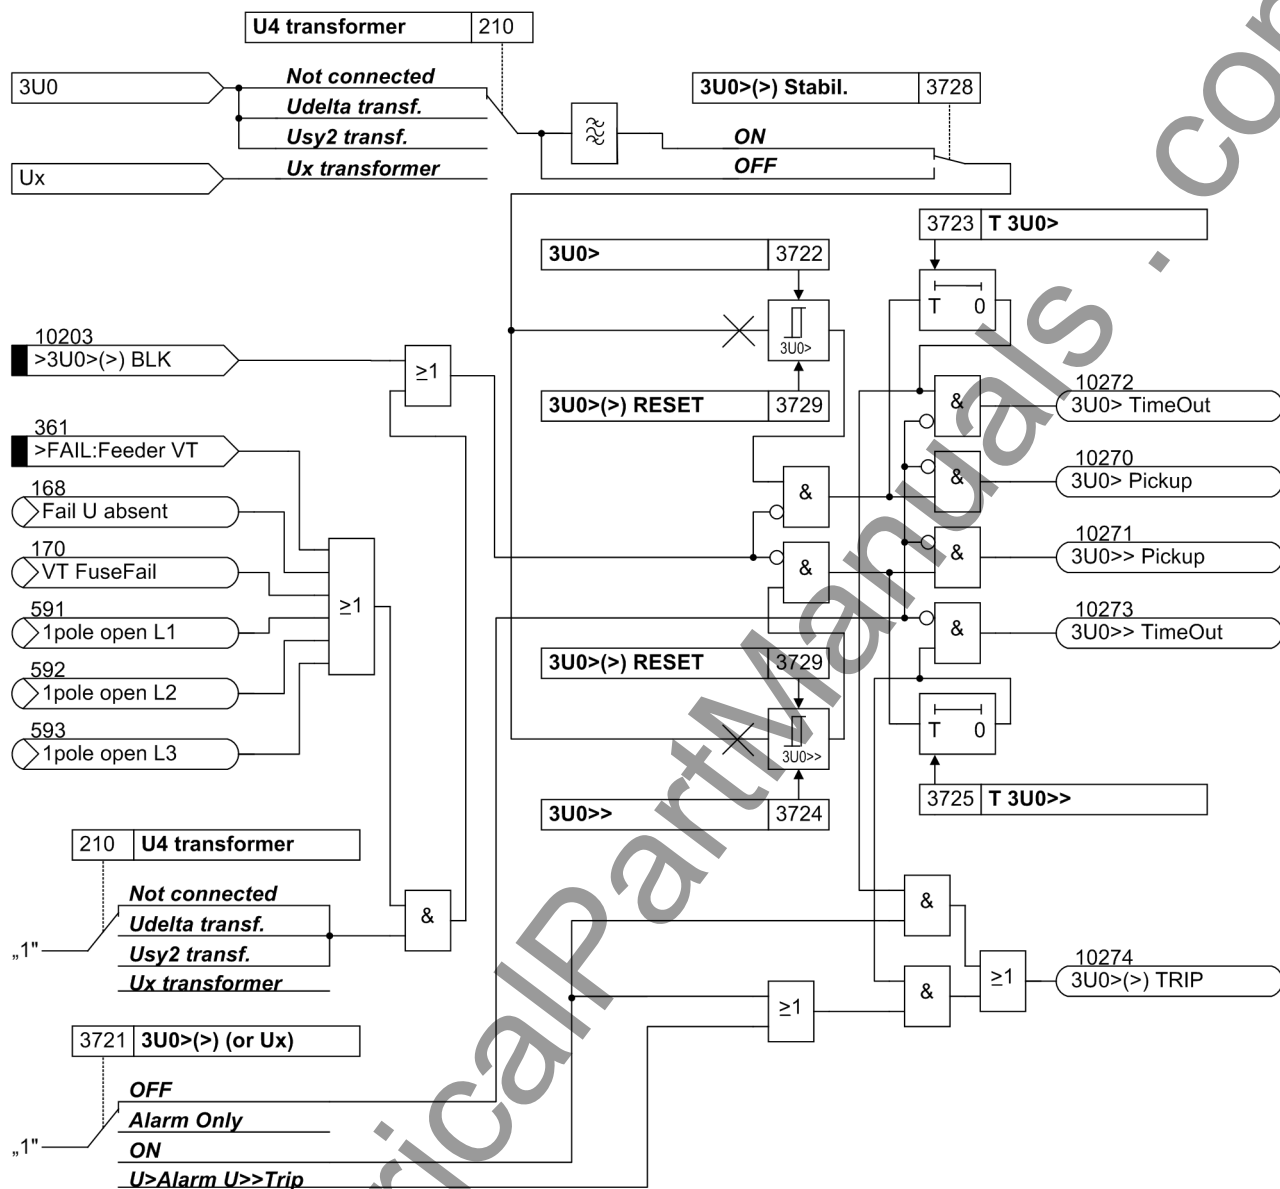 U4 transformer 210
3U0
Not connected
Udelta transf.
Usy2 transf.
Ux
Ux transformer
3U0>(>) Stabil. 3728
ON
OFF
3723 T 3U0>
T 0
3U0> 3722
3U0>
3U0>(>) RESET 3729
10203
>3U0>(>) BLK
≥1
361
>FAIL:Feeder VT
168
Fail U absent
170
VT FuseFail
591
1pole open L1
592
1pole open L2
593
1pole open L3
≥1
&
&
&
10272
3U0> TimeOut
&
10270
3U0> Pickup
&
10271
3U0>> Pickup
&
10273
3U0>> TimeOut
3U0>(>) RESET 3729
3U0>>
3U0>> 3724
T 0
3725 T 3U0>>
210 U4 transformer
Not connected
Udelta transf.
Usy2 transf.
Ux transformer
„1"
&
&
&
≥1
≥1
10274
3U0>(>) TRIP
3721 3U0>(>) (or Ux)
OFF
Alarm Only
ON
U>Alarm U>>Trip
„1"
ricalPartManuals . co